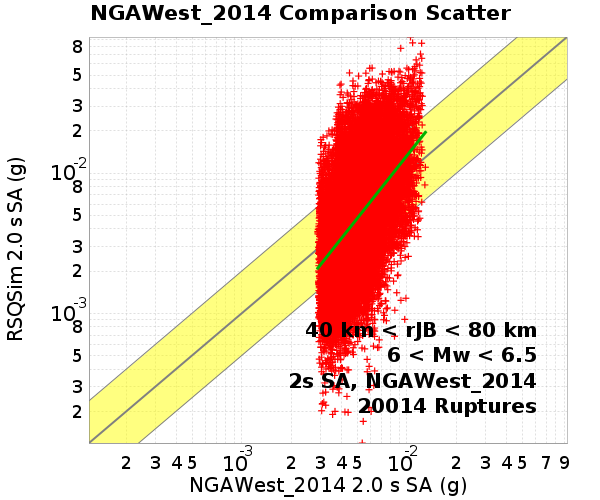 NGAWest_2014 Comparison Scatter
RSQSim 2.0 s SA (g)
8
5
3
2
10-2
8
5
3
2
10-3
8
5
3
2
40 km < rJB < 80 km
6 < Mw < 6.5
2s SA, NGAWest_2014
20014 Ruptures
2 3 4 5 10-3 2 3 4 5 10-2 2 3 4 5 7 9
NGAWest_2014 2.0 s SA (g)